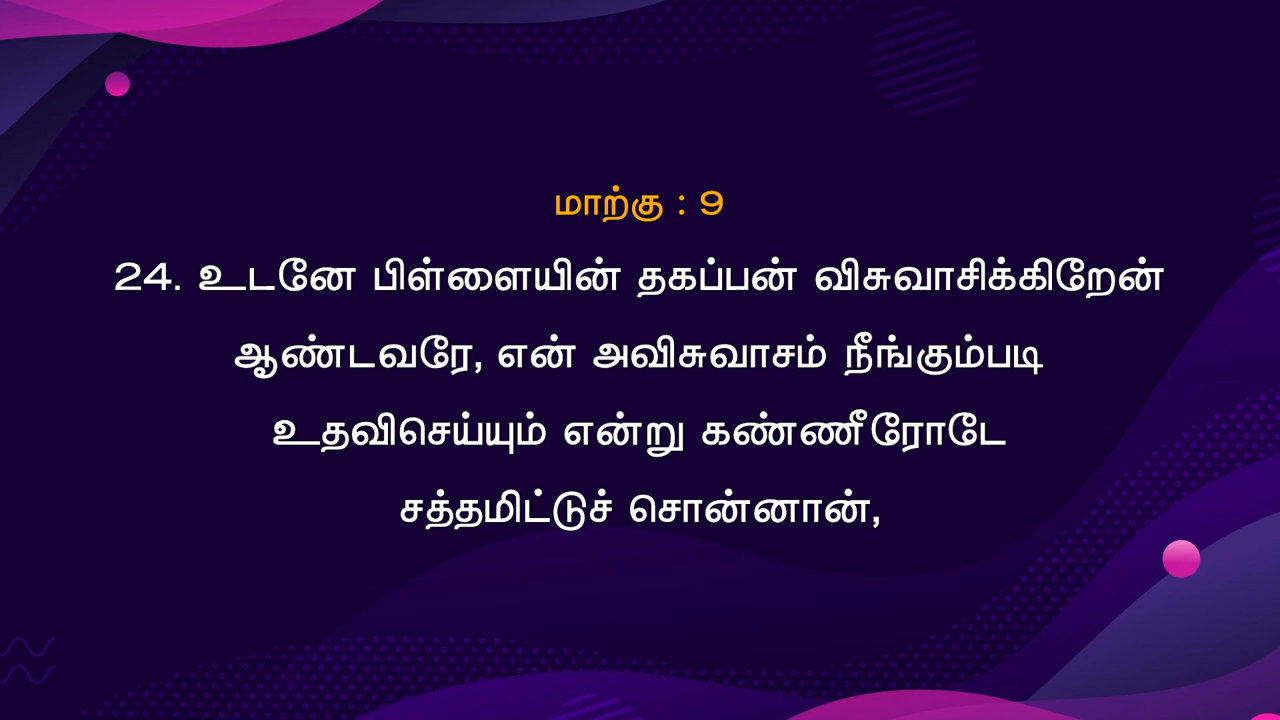 மாற்கு : 9
24. உடனே பிள்ளையின் தகப்பன் விசுவாசிக்கிறேன்
ஆண்டவரே, என் அவிசுவாசம் நீங்கும்படி
உதவிசெய்யும் என்று கண்ணீரோடே
சத்தமிட்டுச் சொன்னான்,